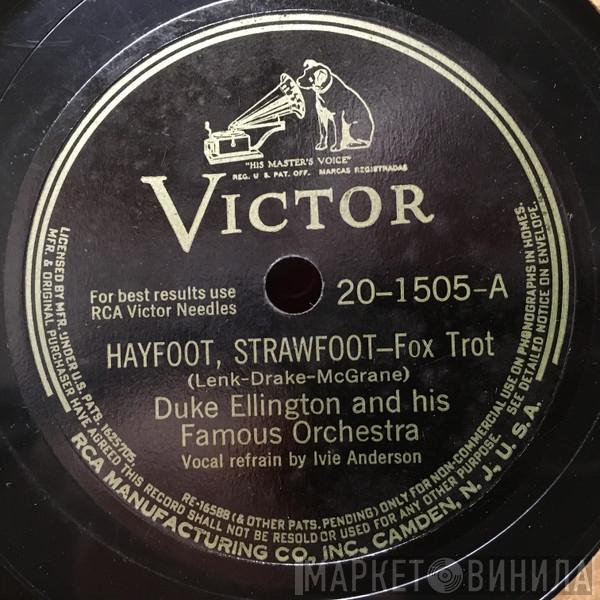 "HIS MASTER'S VOICE"
REG. U S. PAT. OFF. MARCAS REGISTRADAS
VICTOR
For best results use
RCA Victor Needles
20-1505-A
HAYFOOT, STRAWFOOT-FOX TROT
(Lenk-Drake-McGrane)
Duke Ellington and his
Famous Orchestra
Vocal refrain by Ivie Anderson
LICENSED BY MFR. UNDER U.S. PATS. 1625705,
RE-16588 (& OTHER PATS. PENDING) ONLY FOR NON-COMMERCIAL USE ON PHONOGRAPHS IN HOMES.
MFR. & ORIGINAL PURCHASER HAVE AGREED THIS RECORD SHALL NOT BE RESOLD OR USED FOR ANY OTHER PURPOSE. SEE DETAILED NOTICE ON ENVELOPE.
RCA MANUFACTURING CO., INC. CAMDEN, N. J., U. S. A.
МАРКЕТ ВИНИЛА